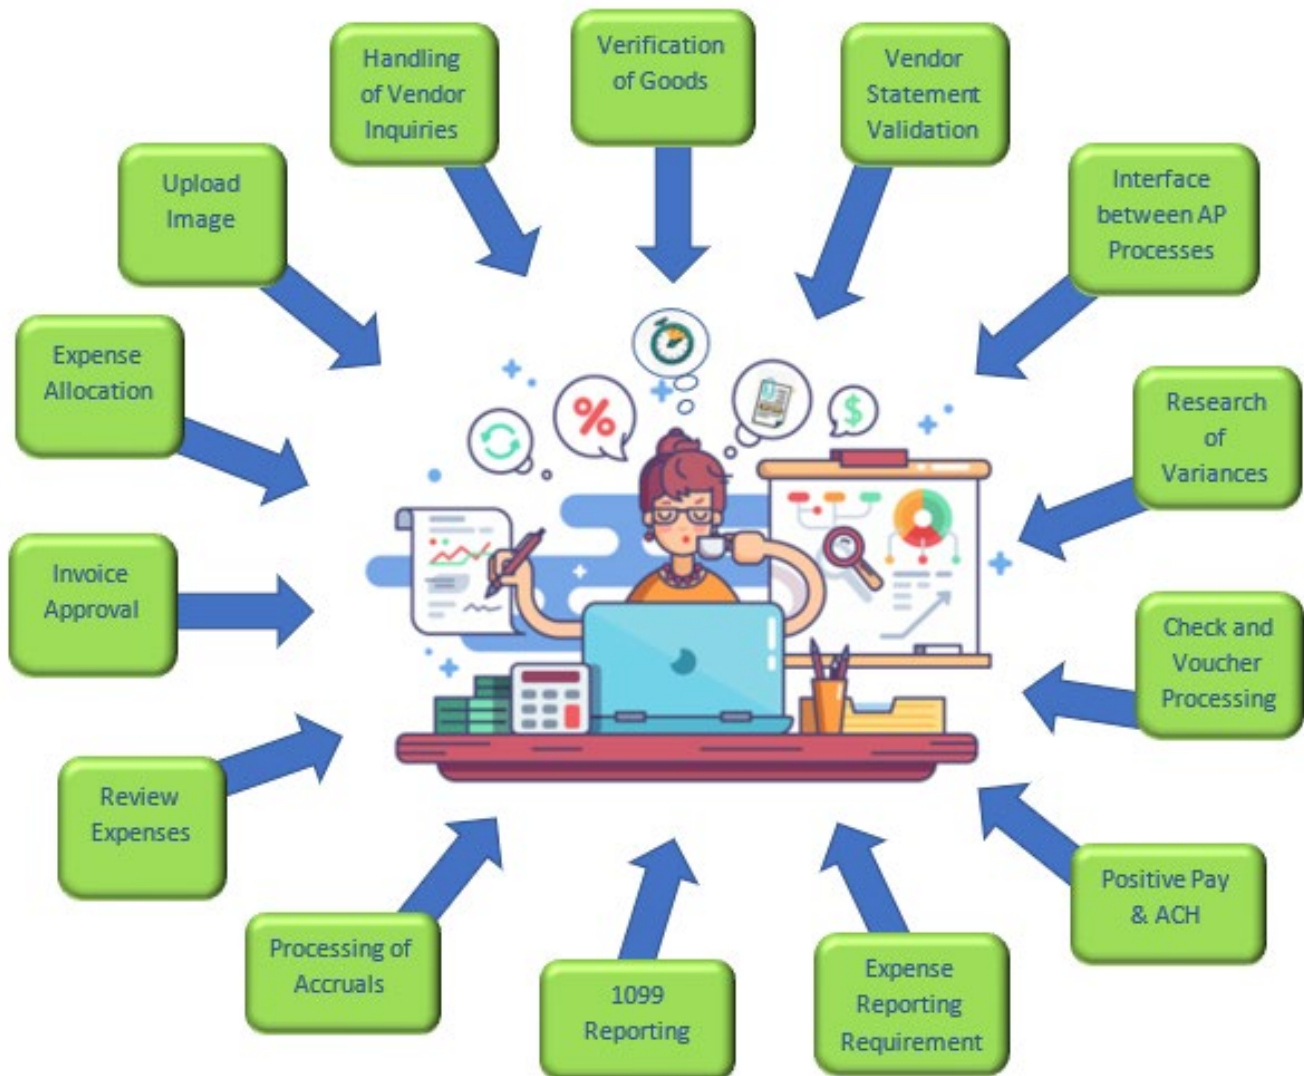 Handling
of Vendor
Inquiries
Verification
of Goods
Vendor
Statement
Validation
Upload
Image
Interface
between AP
Processes
Expense
Allocation
Research
of
Variances
Invoice
Approval
Check and
Voucher
Processing
Review
Expenses
Positive Pay
& ACH
Processing of
Accruals
1099
Reporting
Expense
Reporting
Requirement
%
$